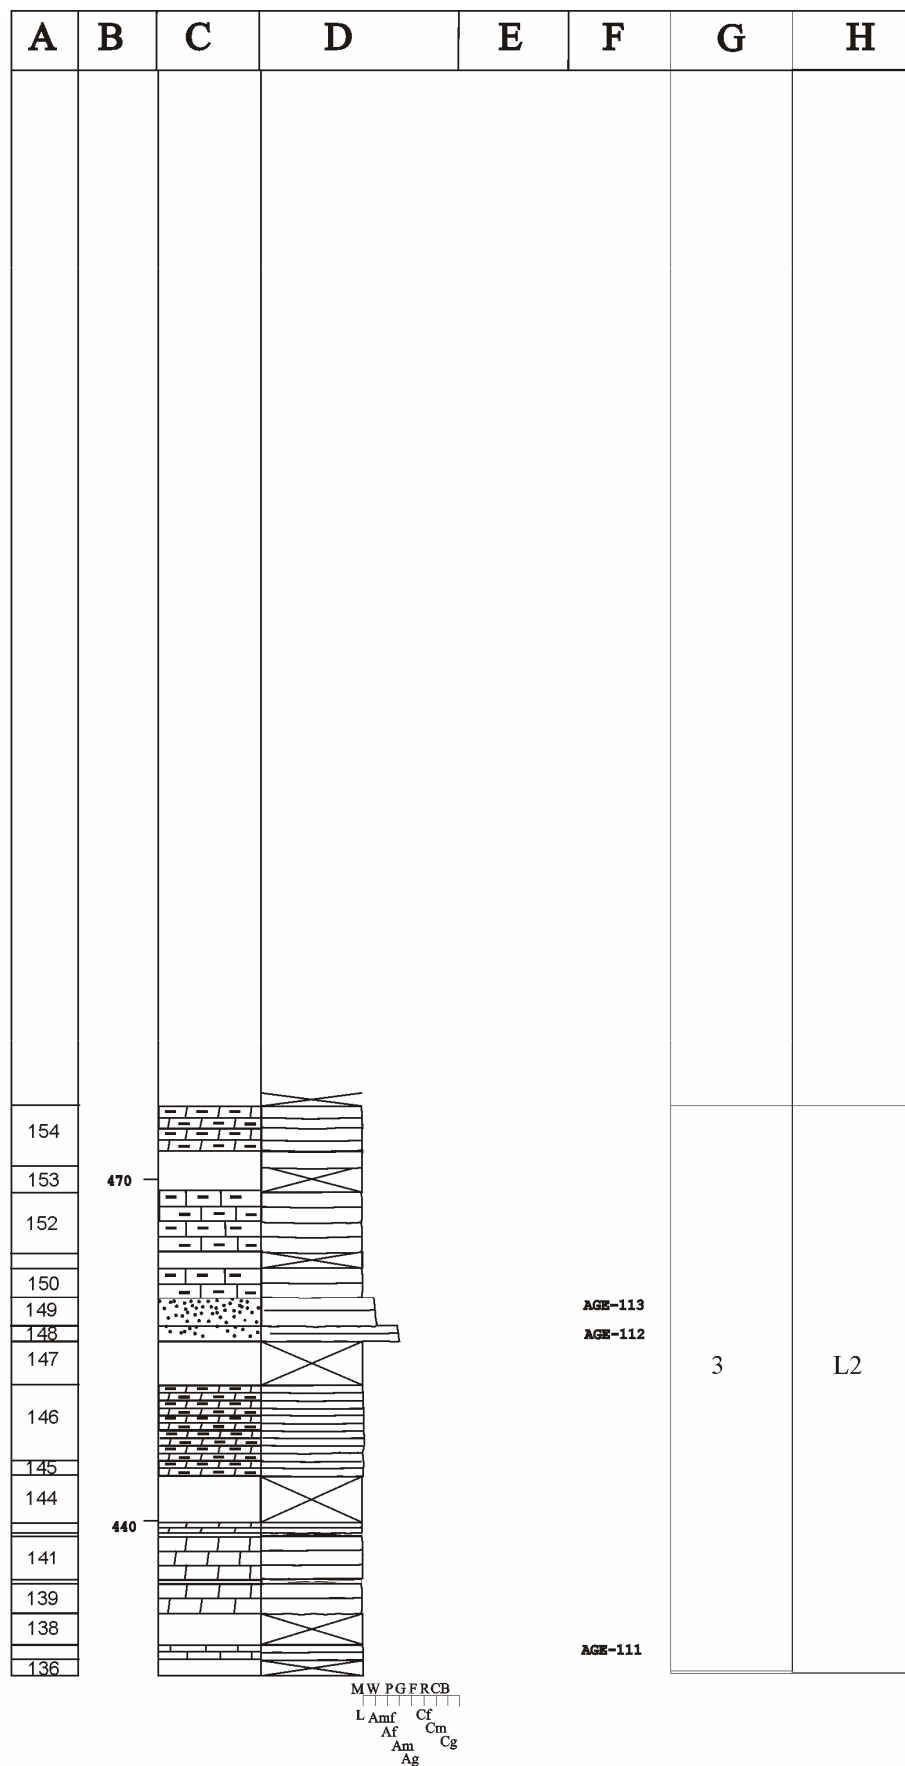 A B C D E F G H
154
153 470
152
150
149 AGE-113
148 AGE-112
147 3 L2
146
145
144
440
141
139
138
AGE-111
136
M W P G F R C B
L Amf Cf
Af Cm
Am Cg
Ag